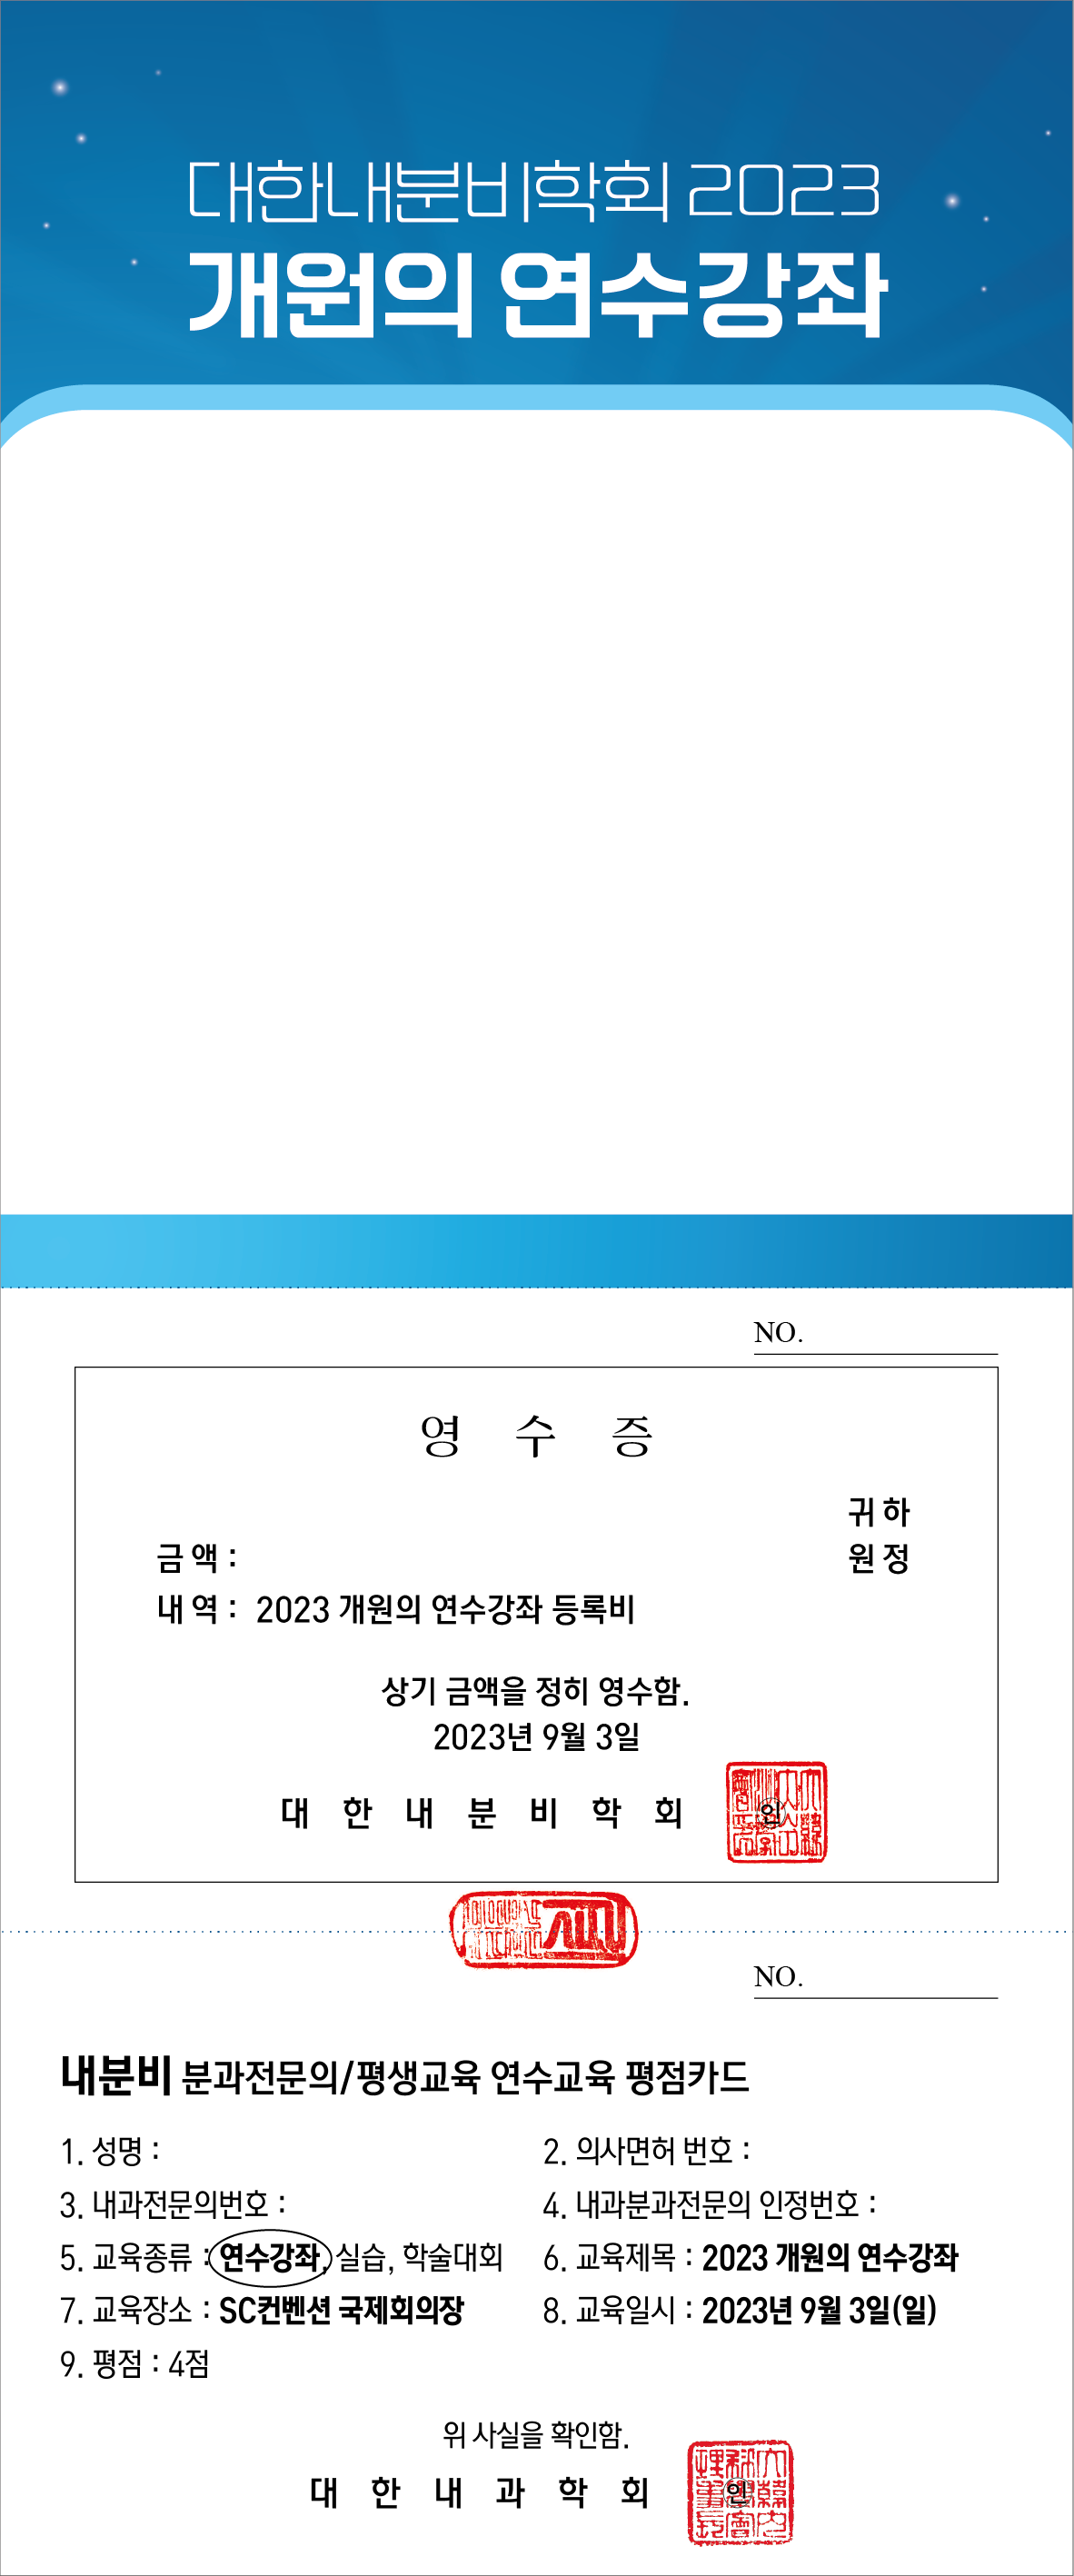 대한내분비학회 2023
개원의 연수강좌
NO.
영 수 증
귀 하
금 액 : 원 정
내 역 : 2023 개원의 연수강좌 등록비
상기 금액을 정히 영수함.
2023년 9월 3일
대 한 내 분 비 학 회 인
NO.
내분비 분과전문의/평생교육 연수교육 평점카드
1. 성명 : 2. 의사면허 번호 :
3. 내과전문의번호 : 4. 내과분과전문의 인정번호 :
5. 교육종류 : 연수강좌, 실습, 학술대회 6. 교육제목 : 2023 개원의 연수강좌
7. 교육장소 : SC컨벤션 국제회의장 8. 교육일시 : 2023년 9월 3일(일)
9. 평점 : 4점
위 사실을 확인함.
대 한 내 과 학 회 인